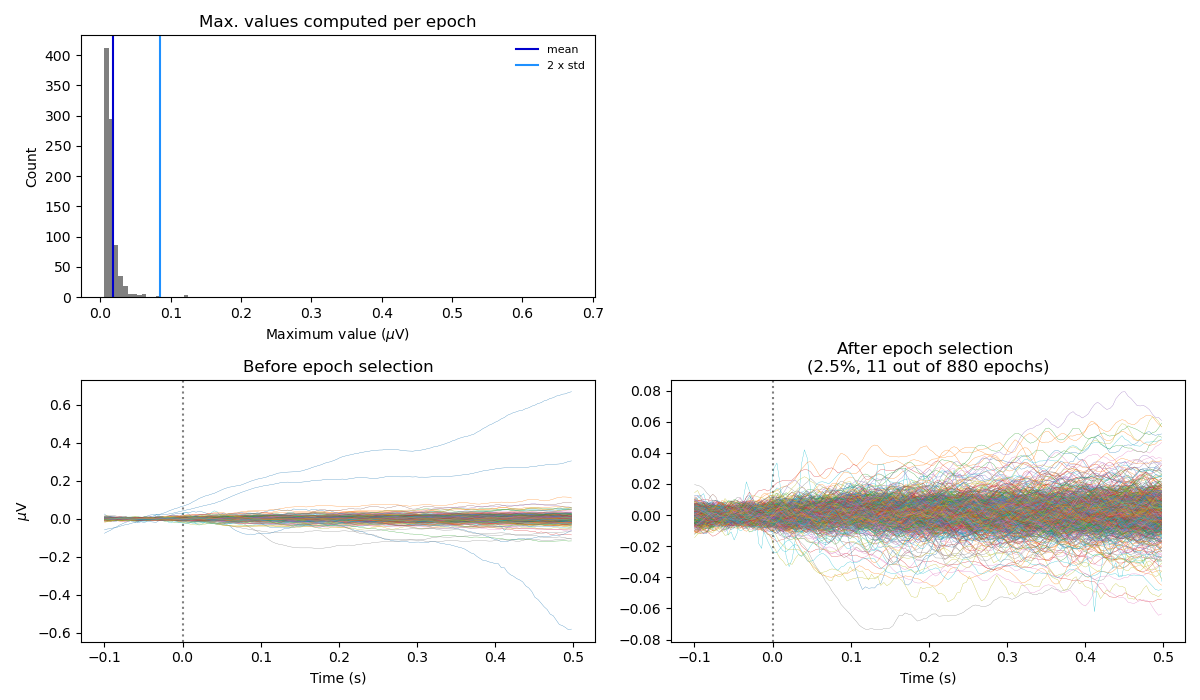 Max. values computed per epoch
400
350
300
250
200
150
100
50
0
Count
mean
2 x std
0.0 0.1 0.2 0.3 0.4 0.5 0.6 0.7
Maximum value (μV)
Before epoch selection
0.6
0.4
0.2
0.0
−0.2
−0.4
−0.6
μV
−0.1 0.0 0.1 0.2 0.3 0.4 0.5
Time (s)
After epoch selection
(2.5%, 11 out of 880 epochs)
0.08
0.06
0.04
0.02
0.00
−0.02
−0.04
−0.06
−0.08
−0.1 0.0 0.1 0.2 0.3 0.4 0.5
Time (s)